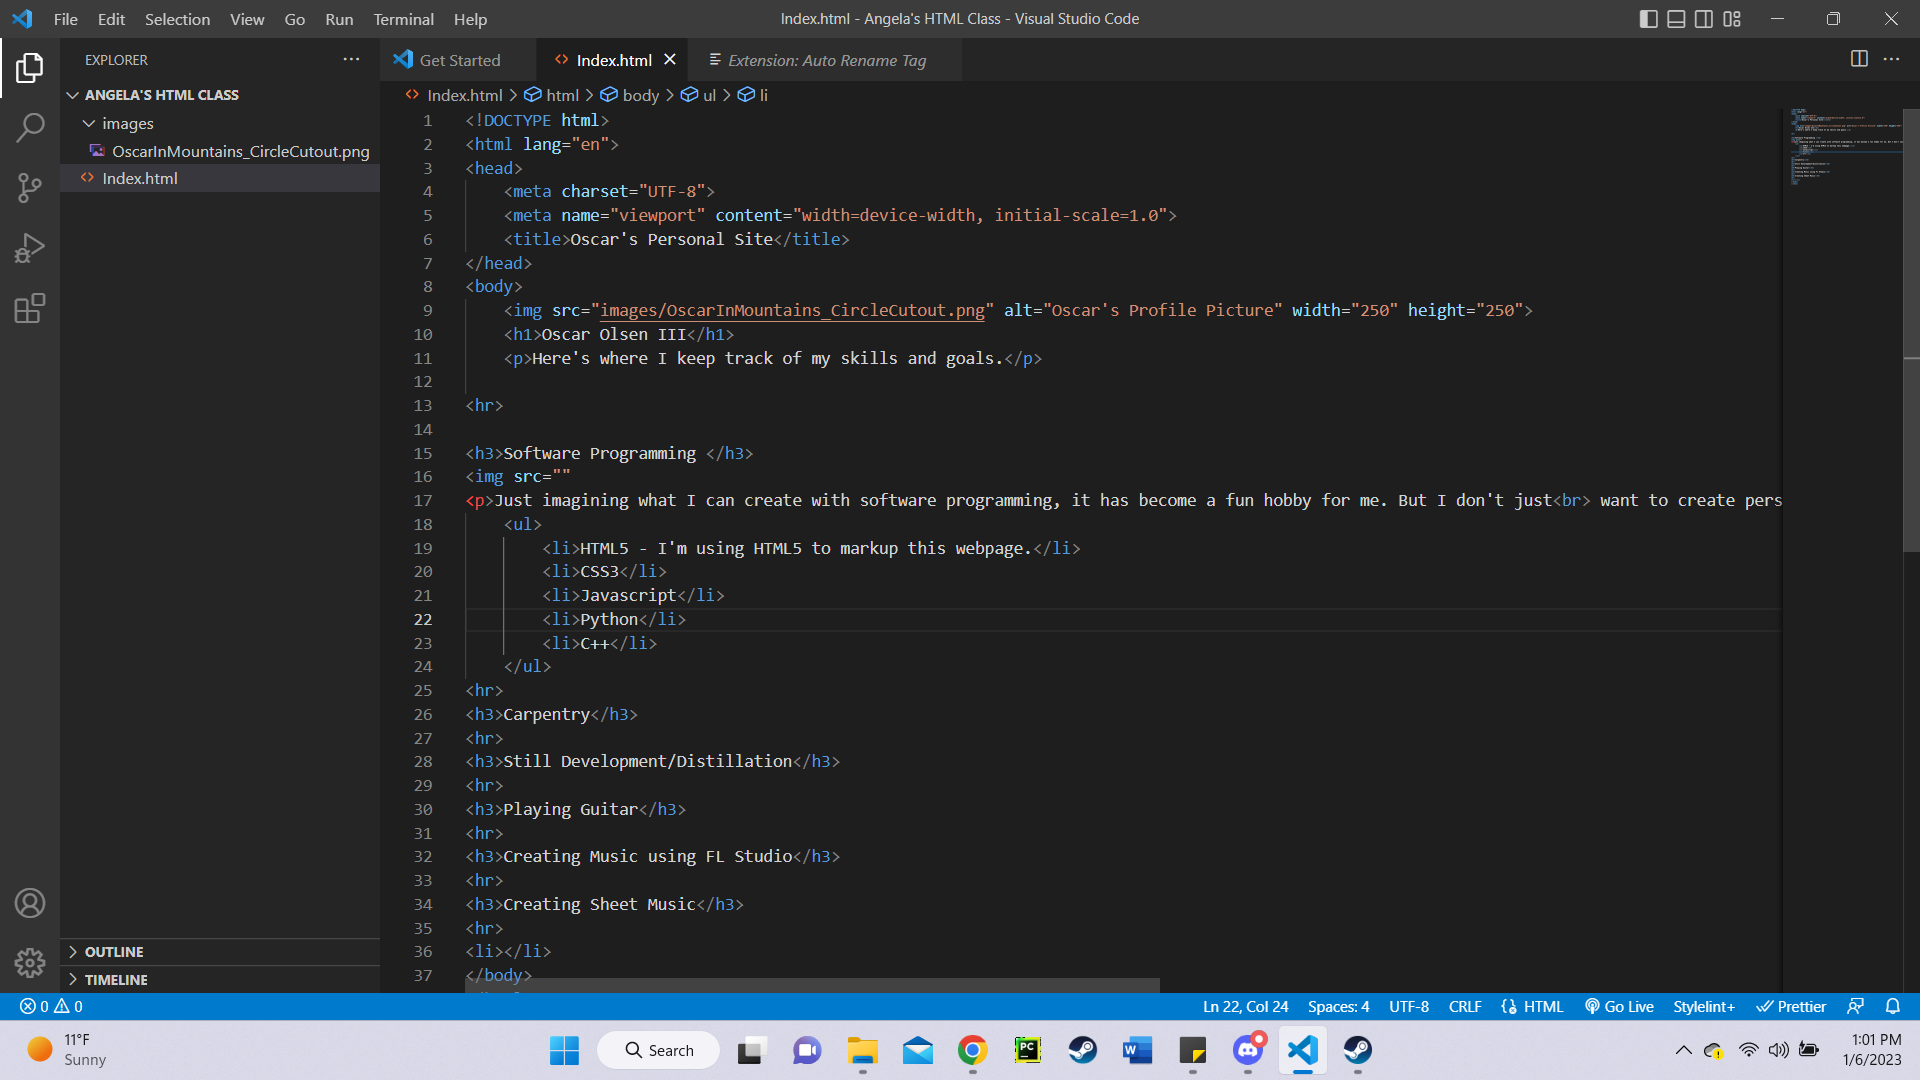 File Edit Selection View Go Run Terminal Help
Index.html - Angela's HTML Class - Visual Studio Code
EXPLORER
Get Started
Index.html
Extension: Auto Rename Tag
ANGELA'S HTML CLASS
images
OscarInMountains_CircleCutout.png
Index.html
Index.html > html > body > ul > li
1 <!DOCTYPE html>
2 <html lang="en">
3 <head>
4 <meta charset="UTF-8">
5 <meta name="viewport" content="width=device-width, initial-scale=1.0">
6 <title>Oscar's Personal Site</title>
7 </head>
8 <body>
9 <img src="images/OscarInMountains_CircleCutout.png" alt="Oscar's Profile Picture" width="250" height="250">
10 <h1>Oscar Olsen III</h1>
11 <p>Here's where I keep track of my skills and goals.</p>
12
13 <hr>
14
15 <h3>Software Programming </h3>
16 <img src=""
17 <p>Just imagining what I can create with software programming, it has become a fun hobby for me. But I don't just<br> want to create pers
18 <ul>
19 <li>HTML5 - I'm using HTML5 to markup this webpage.</li>
20 <li>CSS3</li>
21 <li>Javascript</li>
22 <li>Python</li>
23 <li>C++</li>
24 </ul>
25 <hr>
26 <h3>Carpentry</h3>
27 <hr>
28 <h3>Still Development/Distillation</h3>
29 <hr>
30 <h3>Playing Guitar</h3>
31 <hr>
32 <h3>Creating Music using FL Studio</h3>
33 <hr>
34 <h3>Creating Sheet Music</h3>
35 <hr>
36 <li></li>
37 </body>
OUTLINE
TIMELINE
0 0
Ln 22, Col 24 Spaces: 4 UTF-8 CRLF HTML Go Live Stylelint+ Prettier
11°F
Sunny
Search
PC
W
1:01 PM
1/6/2023